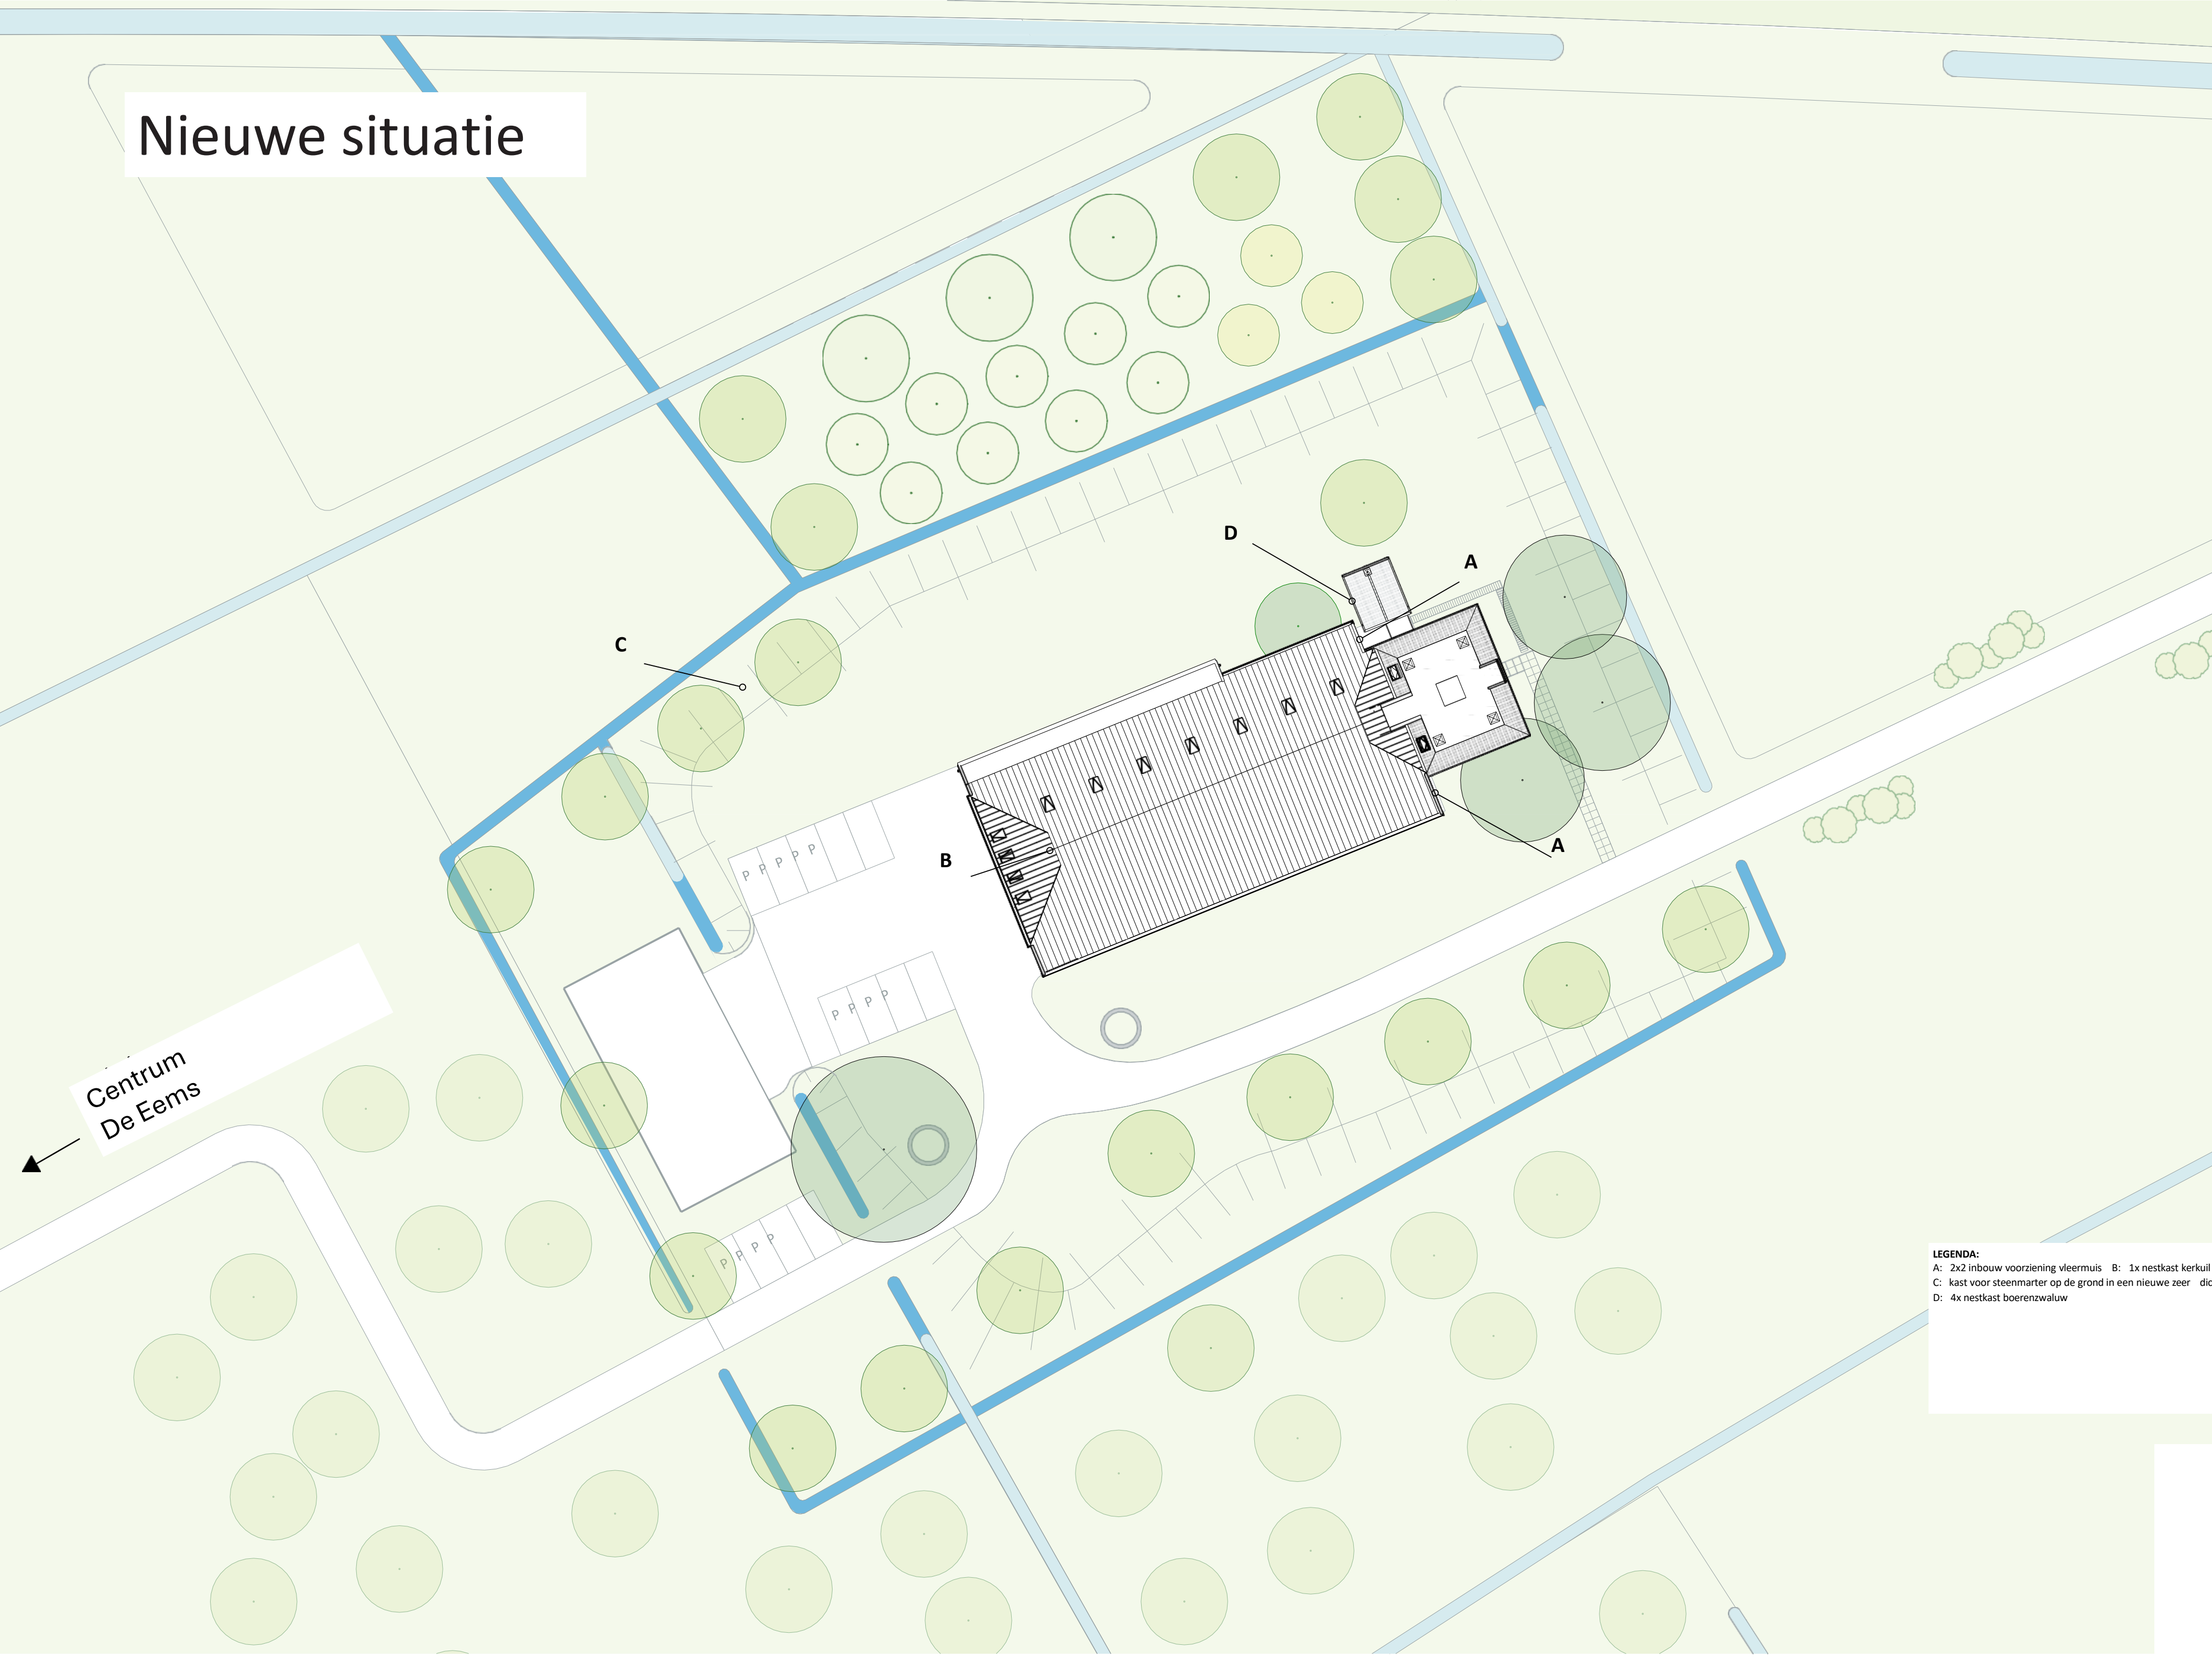 Nieuwe situatie
D
A
C
B
A
P P P P P
P P P P
P P P P
Centrum
De Eems
LEGENDA:
A: 2x2 inbouw voorziening vleermuis B: 1x nestkast kerkuil
C: kast voor steenmarter op de grond in een nieuwe zeer
D: 4x nestkast boerenzwaluw